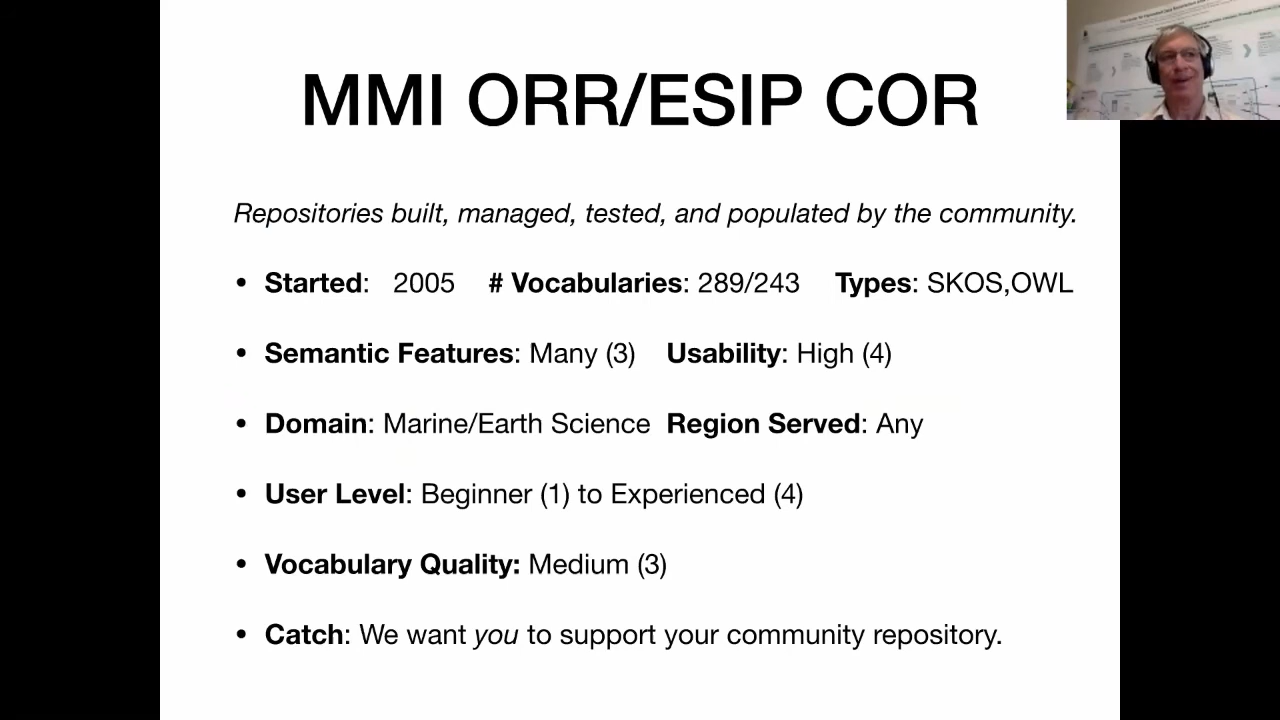 MMI ORR/ESIP COR
Repositories built, managed, tested, and populated by the community.
• Started: 2005 # Vocabularies: 289/243 Types: SKOS,OWL
• Semantic Features: Many (3) Usability: High (4)
• Domain: Marine/Earth Science Region Served: Any
• User Level: Beginner (1) to Experienced (4)
• Vocabulary Quality: Medium (3)
• Catch: We want you to support your community repository.